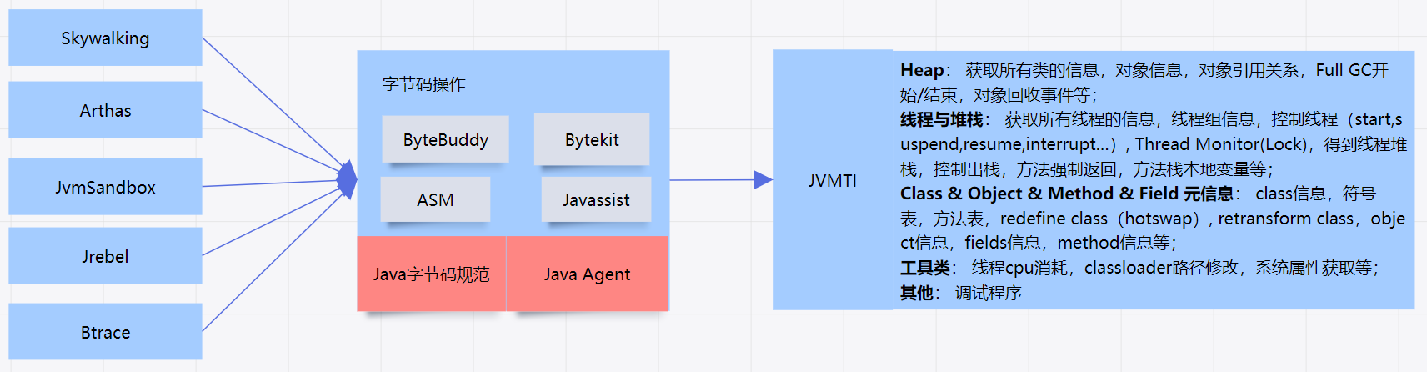 Skywalking
Arthas
JvmSandbox
Jrebel
Btrace
字节码操作
ByteBuddy
Bytekit
ASM
Javassist
Java字节码规范
Java Agent
JVMTI
Heap： 获取所有类的信息，对象信息，对象引用关系，Full GC开
始/结束，对象回收事件等；
线程与堆栈： 获取所有线程的信息，线程组信息，控制线程（start,s
uspend,resume,interrupt…）, Thread Monitor(Lock)，得到线程堆
栈，控制出栈，方法强制返回，方法栈本地变量等；
Class & Object & Method & Field 元信息： class信息，符号
表，方法表，redefine class（hotswap）, retransform class，obje
ct信息，fields信息，method信息等；
工具类： 线程cpu消耗，classloader路径修改，系统属性获取等；
其他： 调试程序